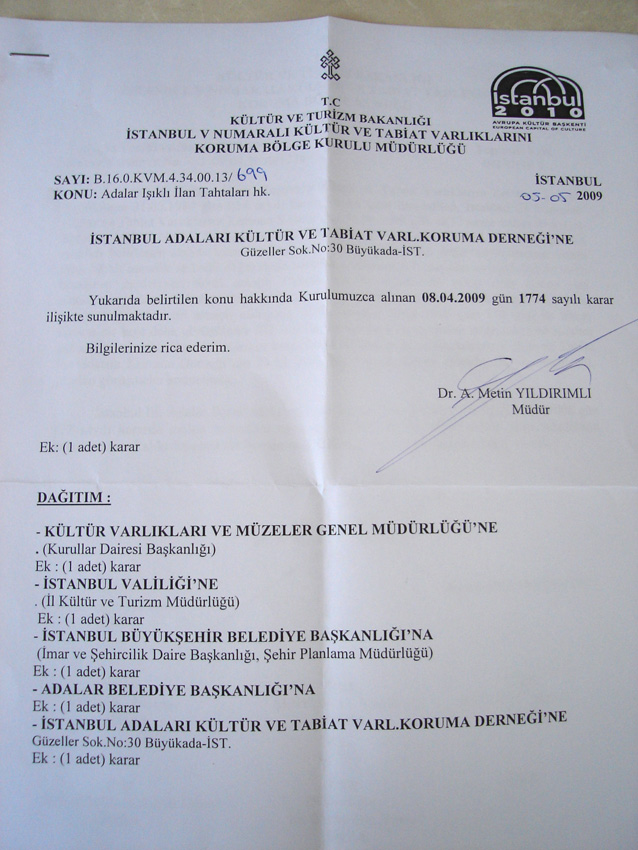 istanbul
2010
AVRUPA KÜLTÜR BAŞKENTİ
EUROPEAN CAPITAL OF CULTURE
T.C
KÜLTÜR VE TURİZM BAKANLIĞI
İSTANBUL V NUMARALI KÜLTÜR VE TABİAT VARLIKLARINI
KORUMA BÖLGE KURULU MÜDÜRLÜĞÜ
SAYI: B.16.0.KVM.4.34.00.13/ 699
İSTANBUL
KONU: Adalar Işıklı İlan Tahtaları hk.
05-05 2009
İSTANBUL ADALARI KÜLTÜR VE TABİAT VARL.KORUMA DERNEĞİ'NE
Güzeller Sok.No:30 Büyükada-İST.
Yukarıda belirtilen konu hakkında Kurulumuzca alınan 08.04.2009 gün 1774 sayılı karar
ilişikte sunulmaktadır.
Bilgilerinize rica ederim.
Dr. A. Metin YILDIRIMLI
Müdür
Ek: (1 adet) karar
DAĞITIM :
- KÜLTÜR VARLIKLARI VE MÜZELER GENEL MÜDÜRLÜĞÜ'NE
. (Kurullar Dairesi Başkanlığı)
Ek : (1 adet) karar
- İSTANBUL VALİLİĞİ'NE
. (İl Kültür ve Turizm Müdürlüğü)
Ek : (1 adet) karar
- İSTANBUL BÜYÜKŞEHİR BELEDİYE BAŞKANLIĞI'NA
(İmar ve Şehircilik Daire Başkanlığı, Şehir Planlama Müdürlüğü)
Ek : (1 adet) karar
- ADALAR BELEDİYE BAŞKANLIĞI'NA
Ek : (1 adet) karar
- İSTANBUL ADALARI KÜLTÜR VE TABİAT VARL.KORUMA DERNEĞİ'NE
Güzeller Sok.No:30 Büyükada-İST.
Ek : (1 adet) karar